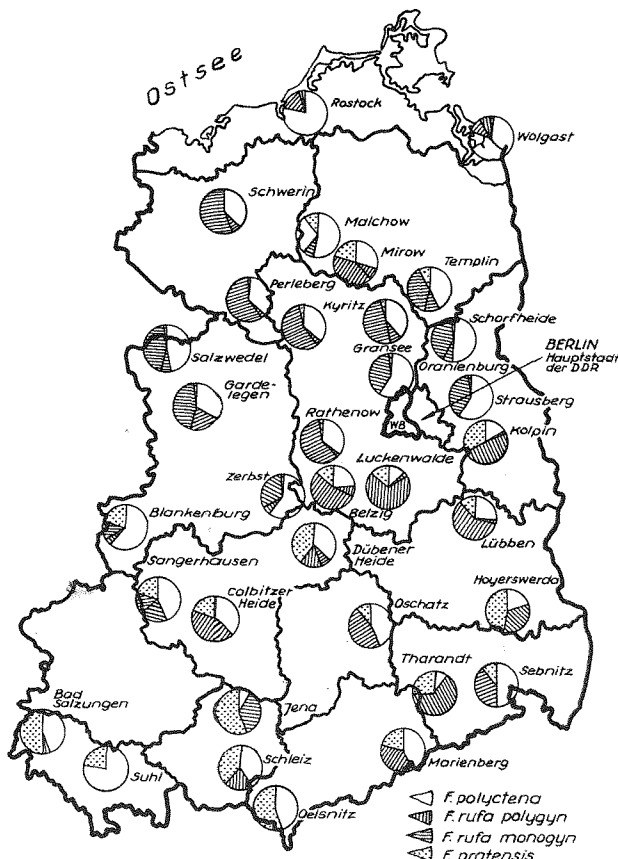 Ostsee
Rostock
Wolgast
Schwerin
Malchow
Mirow
Templin
Perleberg
Kyritz
Schorfheide
Gransee
Salzwedel
Oranienburg
BERLIN
Hauptstadt
der DDR
Garde-
legen
Strausberg
WB
Rathenow
Kolpin
Luckenwalde
Zerbst
Belzig
Blankenburg
Dübener
Heide
Lübben
Sangerhausen
Colbitzer
Heide
Hoyerswerda
Oschatz
Tharandt
Sebnitz
Bad
Salzungen
Jena
Schleiz
Suhl
Marienberg
Oelsnitz
F. polyctena
F. rufa polygyn
F. rufa monogyn
F. pratensis